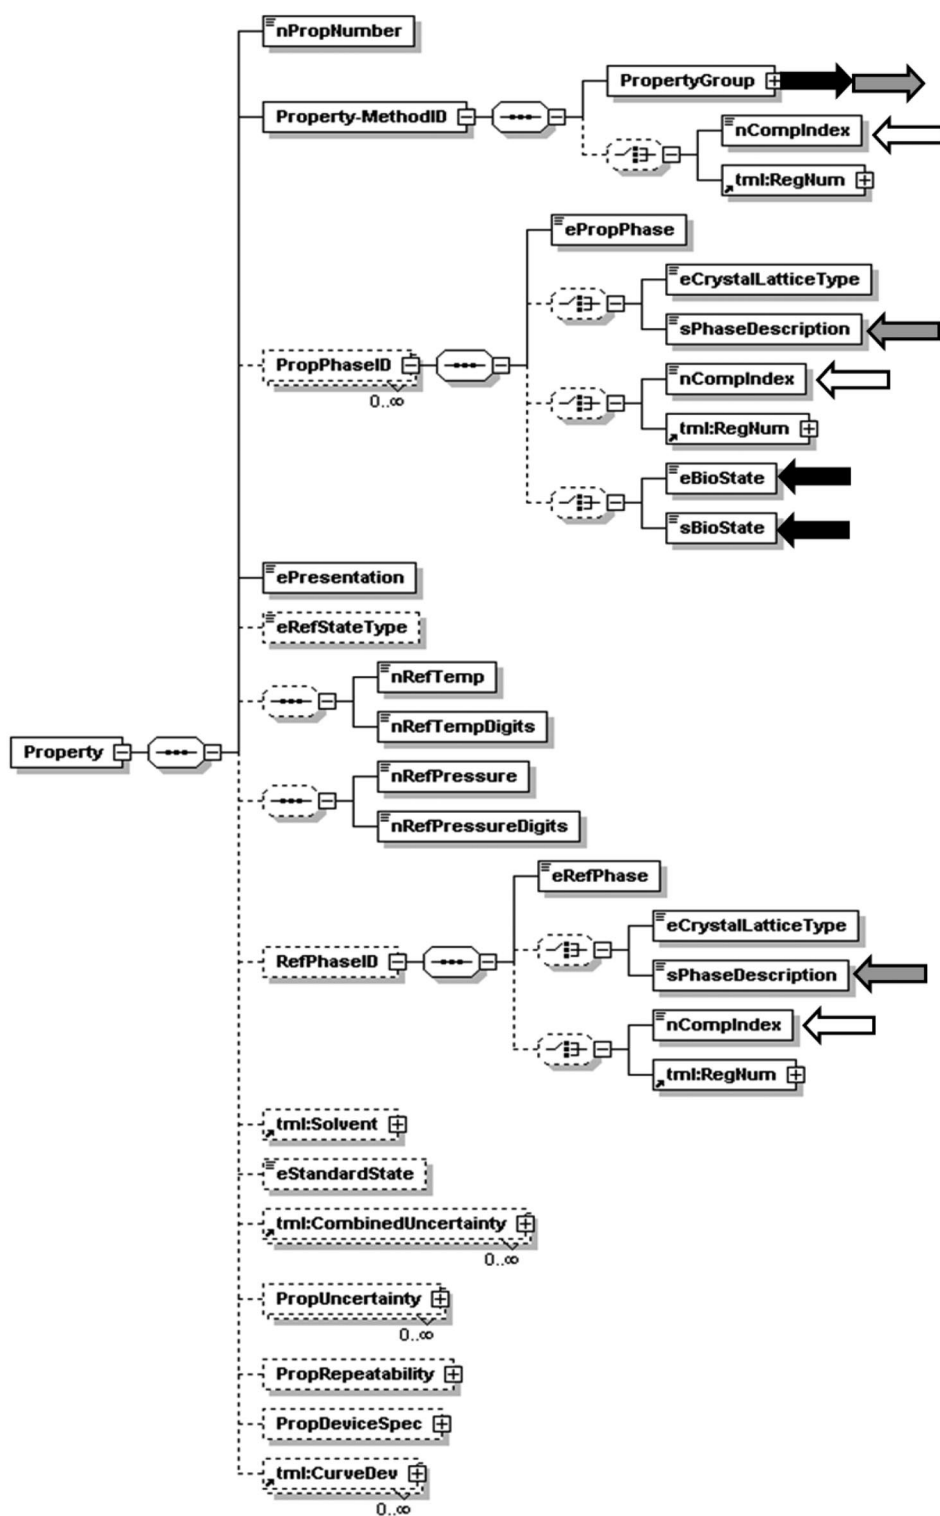 nPropNumber
Property-MethodID
PropertyGroup
nCompIndex
tml:RegNum
PropPhaseID
0..∞
ePropPhase
eCrystalLatticeType
sPhaseDescription
nCompIndex
tml:RegNum
eBioState
sBioState
ePresentation
eRefStateType
nRefTemp
nRefTempDigits
Property
nRefPressure
nRefPressureDigits
RefPhaseID
eRefPhase
eCrystalLatticeType
sPhaseDescription
nCompIndex
tml:RegNum
tml:Solvent
eStandardState
tml:CombinedUncertainty
0..∞
PropUncertainty
0..∞
PropRepeatability
PropDeviceSpec
tml:CurveDev
0..∞